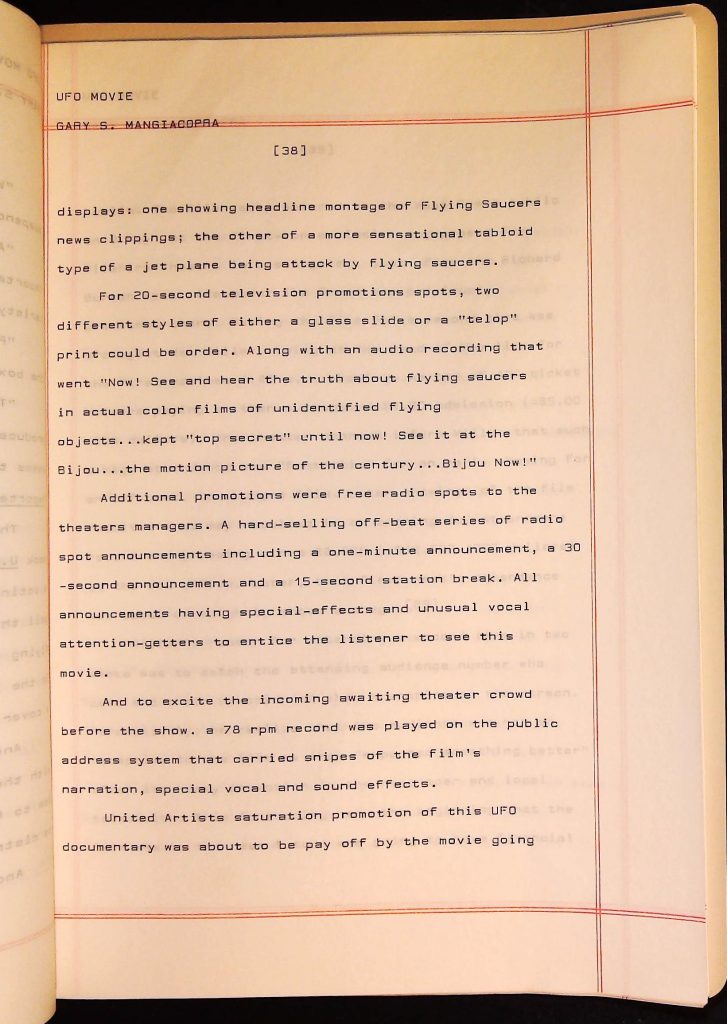 UFO MOVIE
GARY S. MANGIACOPRA
[38]
displays: one showing headline montage of Flying Saucers
news clippings; the other of a more sensational tabloid
type of a jet plane being attack by flying saucers.
For 20-second television promotions spots, two
different styles of either a glass slide or a "telop"
print could be order. Along with an audio recording that
went "Now! See and hear the truth about flying saucers
in actual color films of unidentified flying
objects...kept "top secret" until now! See it at the
Bijou...the motion picture of the century...Bijou Now!"
Additional promotions were free radio spots to the
theaters managers. A hard-selling off-beat series of radio
spot announcements including a one-minute announcement, a 30
-second announcement and a 15-second station break. All
announcements having special-effects and unusual vocal
attention-getters to entice the listener to see this
movie.
And to excite the incoming awaiting theater crowd
before the show. a 78 rpm record was played on the public
address system that carried snipes of the film's
narration, special vocal and sound effects.
United Artists saturation promotion of this UFO
documentary was about to be pay off by the movie going